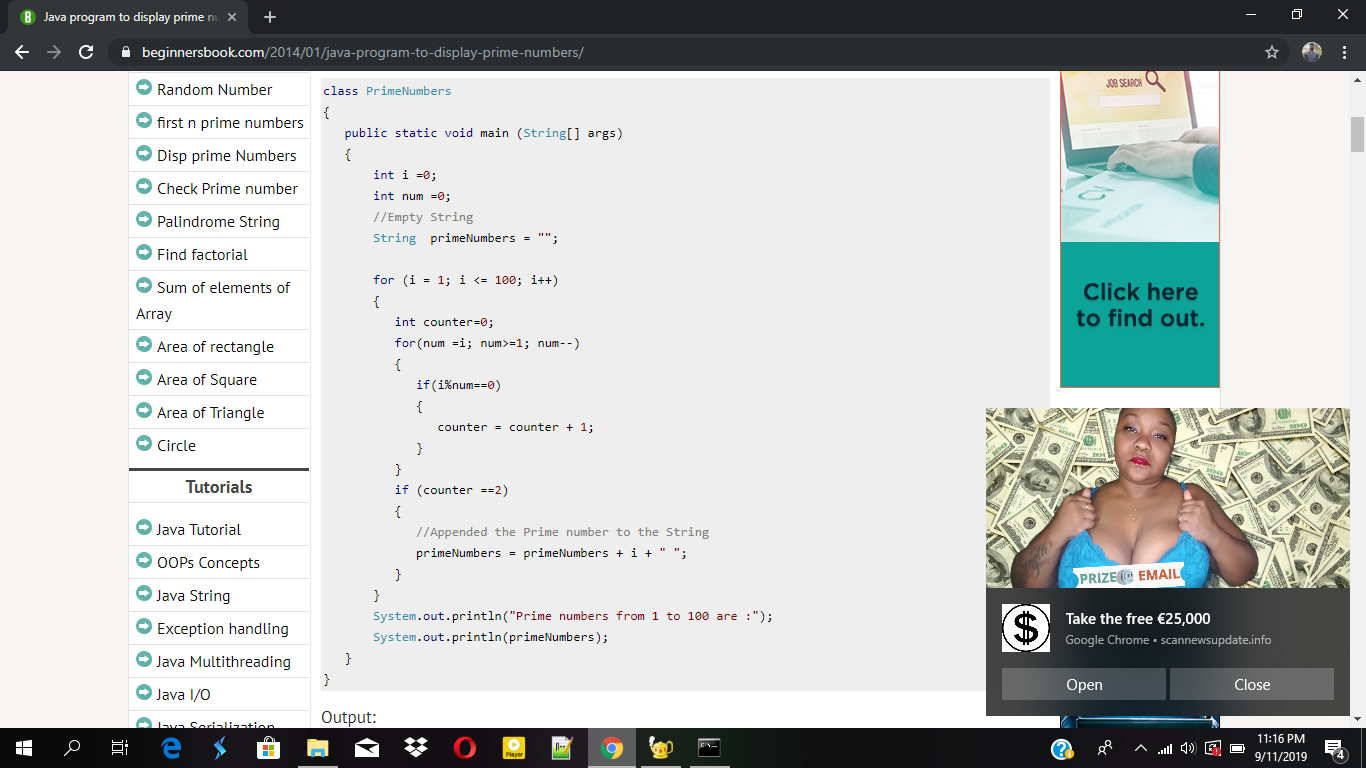 Java program to display prime nu
beginnersbook.com/2014/01/java-program-to-display-prime-numbers/
Random Number
first n prime numbers
Disp prime Numbers
Check Prime number
Palindrome String
Find factorial
Sum of elements of
Array
Area of rectangle
Area of Square
Area of Triangle
Circle
Tutorials
Java Tutorial
OOPs Concepts
Java String
Exception handling
Java Multithreading
Java I/O
Java Serialization
class PrimeNumbers
{
public static void main (String[] args)
{
int i =0;
int num =0;
//Empty String
String  primeNumbers = "";
for (i = 1; i <= 100; i++)
{
int counter=0;
for(num =i; num>=1; num--)
{
if(i%num==0)
{
counter = counter + 1;
}
}
if (counter ==2)
{
//Appended the Prime number to the String
primeNumbers = primeNumbers + i + " ";
}
}
System.out.println("Prime numbers from 1 to 100 are :");
System.out.println(primeNumbers);
}
}
Output:
JOB SEARCH
CV
Click here
to find out.
PRIZE@EMAIL
$
Take the free €25,000
Google Chrome • scannewsupdate.info
Open
Close
Player
11:16 PM
9/11/2019
4